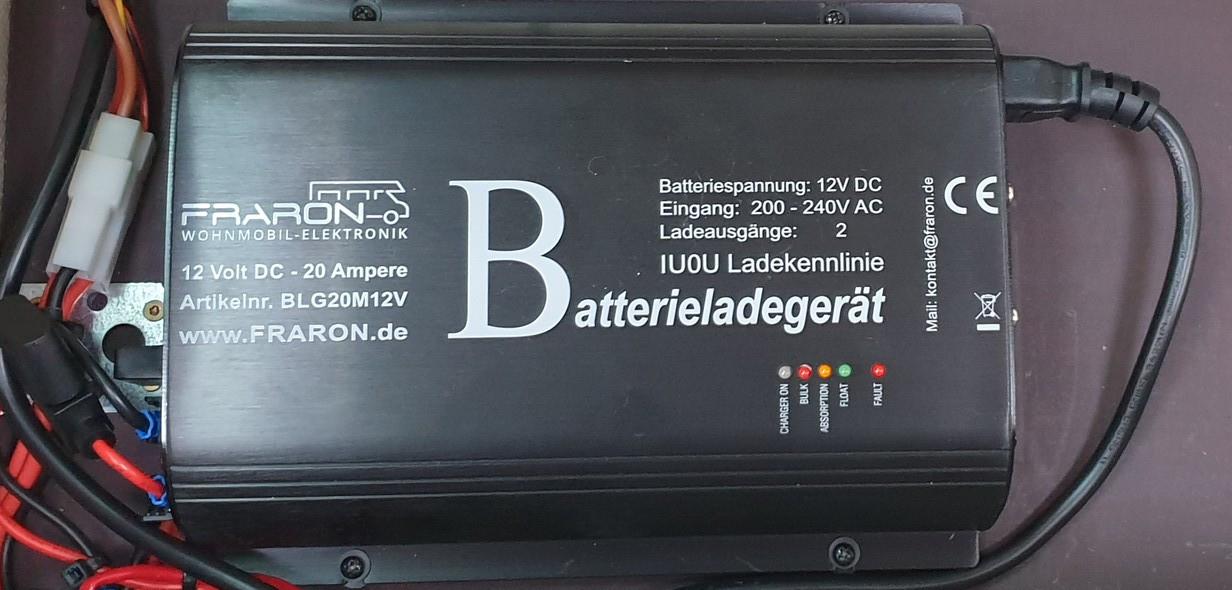 FRARON
WOHNMOBIL-ELEKTRONIK
12 Volt DC - 20 Ampere
Artikelnr. BLG20M12V
www.FRARON.de
Batterieladegerät
Batteriespannung: 12V DC
Eingang: 200 - 240V AC
Ladeausgänge: 2
IU0U Ladekennlinie
CHARGER ON
BULK
ABSORPTION
FLOAT
FAULT
Mail: kontakt@fraron.de
CE